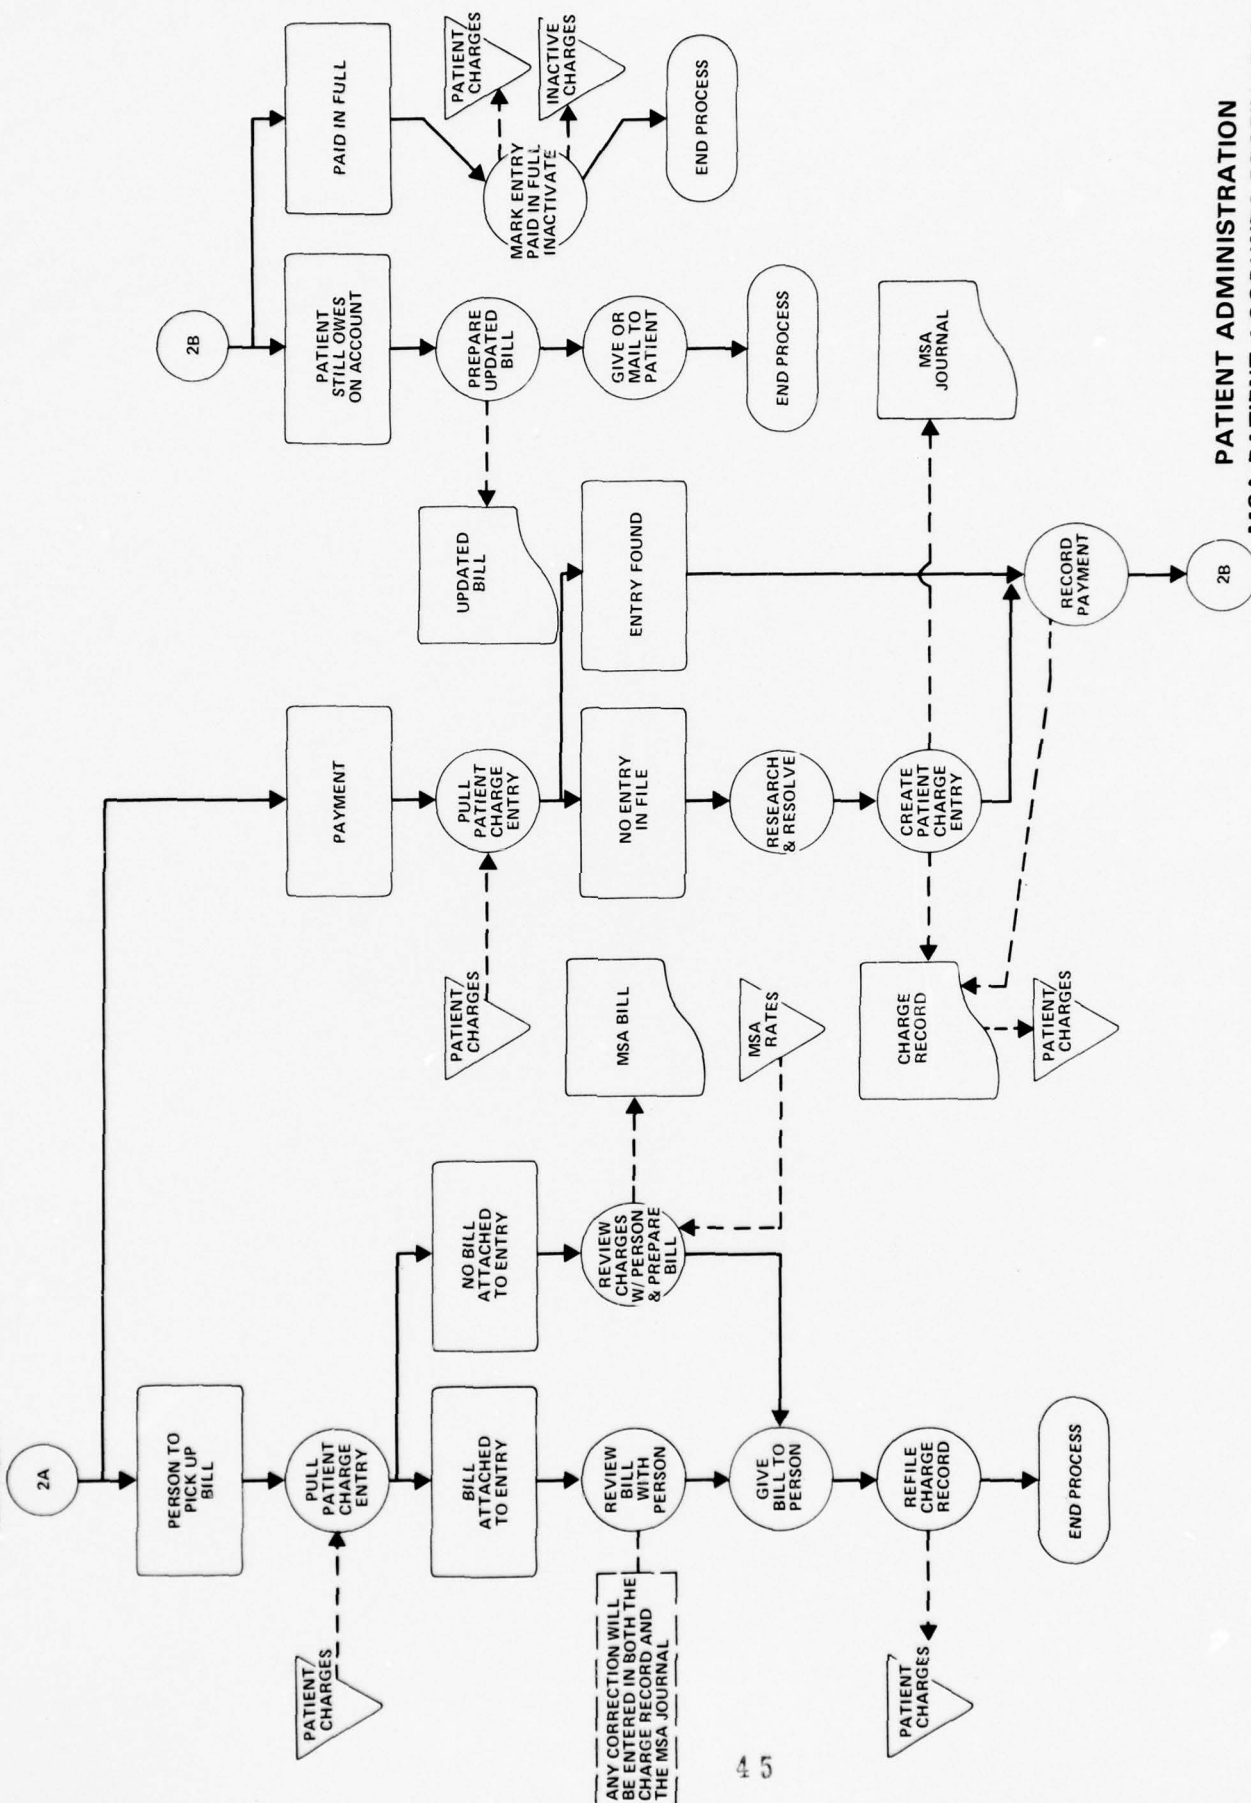 2A
PERSON TO
PICK UP
BILL
PATIENT
CHARGES
PULL
PATIENT
CHARGE
ENTRY
BILL
ATTACHED
TO ENTRY
NO BILL
ATTACHED
TO ENTRY
ANY CORRECTION WILL
BE ENTERED IN BOTH THE
CHARGE RECORD AND
THE MSA JOURNAL
REVIEW
BILL
WITH
PERSON
REVIEW
CHARGES
W/ PERSON
& PREPARE
BILL
MSA BILL
MSA
RATES
GIVE
BILL TO
PERSON
PATIENT
CHARGES
REFILE
CHARGE
RECORD
END PROCESS
PAYMENT
PATIENT
CHARGES
PULL
PATIENT
CHARGE
ENTRY
NO ENTRY
IN FILE
ENTRY FOUND
RESEARCH
& RESOLVE
CHARGE
RECORD
CREATE
PATIENT
CHARGE
ENTRY
MSA
JOURNAL
PATIENT
CHARGES
RECORD
PAYMENT
2B
2B
PATIENT
STILL OWES
ON ACCOUNT
PAID IN FULL
UPDATED
BILL
PREPARE
UPDATED
BILL
MARK ENTRY
PAID IN FULL
INACTIVATE
PATIENT
CHARGES
INACTIVE
CHARGES
GIVE OR
MAIL TO
PATIENT
END PROCESS
END PROCESS
PATIENT ADMINISTRATION
45